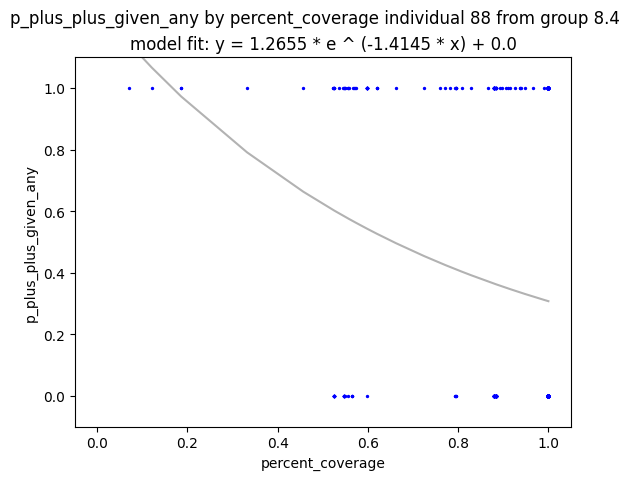 p_plus_plus_given_any by percent_coverage individual 88 from group 8.4
model fit: y = 1.2655 * e ^ (-1.4145 * x) + 0.0
1.0
0.8
0.6
0.4
0.2
0.0
p_plus_plus_given_any
0.0 0.2 0.4 0.6 0.8 1.0
percent_coverage